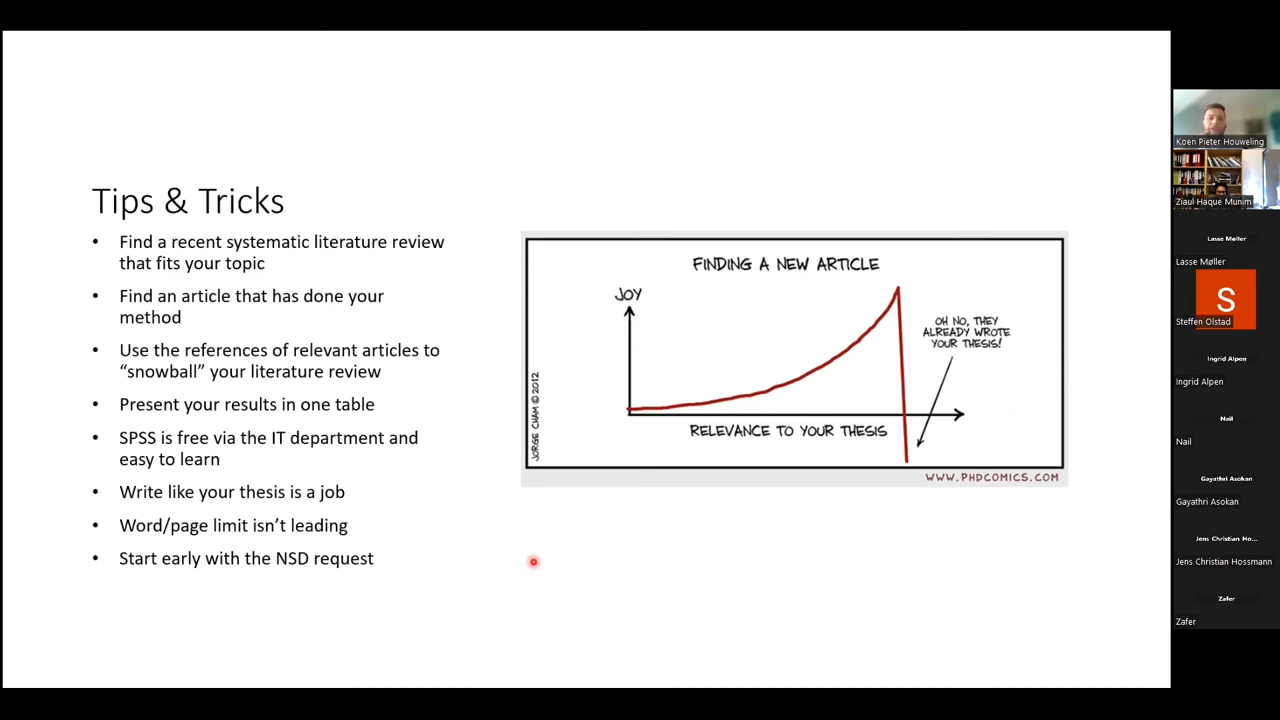 Tips & Tricks
• Find a recent systematic literature review
that fits your topic
• Find an article that has done your
method
• Use the references of relevant articles to
“snowball” your literature review
• Present your results in one table
• SPSS is free via the IT department and
easy to learn
• Write like your thesis is a job
• Word/page limit isn’t leading
• Start early with the NSD request
FINDING A NEW ARTICLE
JOY
OH NO, THEY
ALREADY WROTE
YOUR THESIS!
RELEVANCE TO YOUR THESIS
JORGE CHAM © 2012
WWW.PHDCOMICS.COM
Koen Pieter Houweling
Ziaul Haque Munim
Lasse Møller
Lasse Møller
S
Steffen Olstad
Ingrid Alpen
Ingrid Alpen
Nail
Nail
Gayathri Asokan
Gayathri Asokan
Jens Christian Ho...
Jens Christian Hossmann
Zafer
Zafer